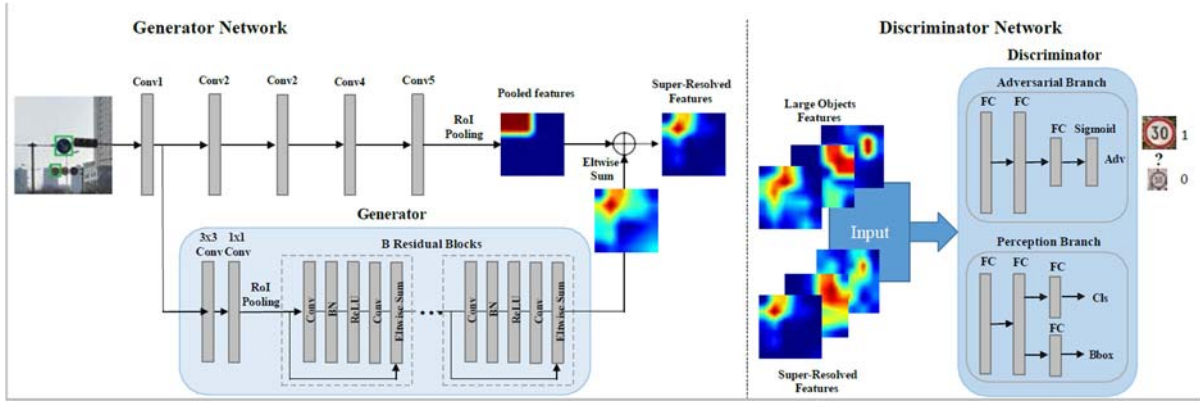 Generator Network
Conv1
Conv2
Conv2
Conv4
Conv5
RoI
Pooling
Pooled features
Super-Resolved
Features
Eltwise
Sum
Generator
3x3
Conv
1x1
Conv
RoI
Pooling
B Residual Blocks
Conv
BN
ReLU
Conv
Eltwise Sum
Conv
BN
ReLU
Conv
Eltwise Sum
Discriminator Network
Large Objects
Features
Input
Super-Resolved
Features
Discriminator
Adversarial Branch
FC
FC
FC
Sigmoid
Adv
30
1
?
30
0
Perception Branch
FC
FC
FC
Cls
FC
Bbox